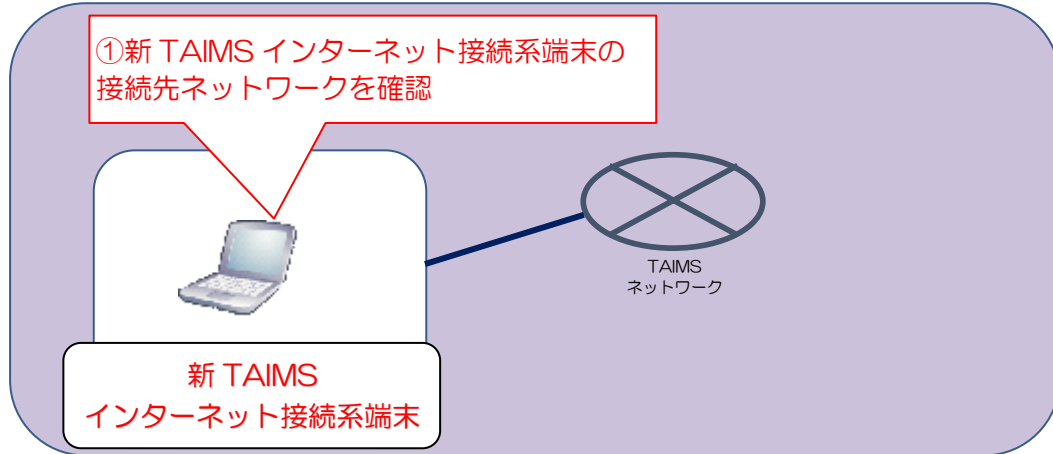 ①新 TAIMS インターネット接続系端末の
接続先ネットワークを確認
TAIMS
ネットワーク
新 TAIMS
インターネット接続系端末